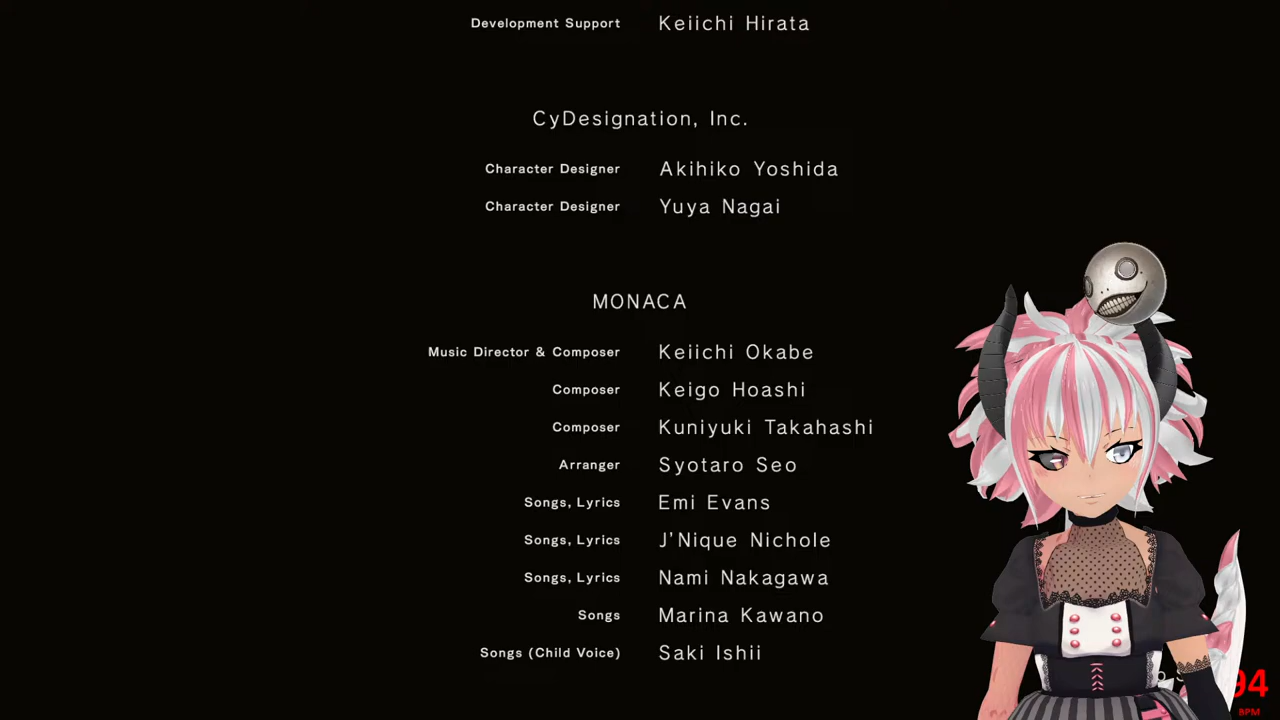 Development Support Keiichi Hirata
CyDesignation, Inc.
Character Designer Akihiko Yoshida
Character Designer Yuya Nagai
MONACA
Music Director & Composer Keiichi Okabe
Composer Keigo Hoashi
Composer Kuniyuki Takahashi
Arranger Syotaro Seo
Songs, Lyrics Emi Evans
Songs, Lyrics J'Nique Nichole
Songs, Lyrics Nami Nakagawa
Songs Marina Kawano
Songs (Child Voice) Saki Ishii
94
BPM